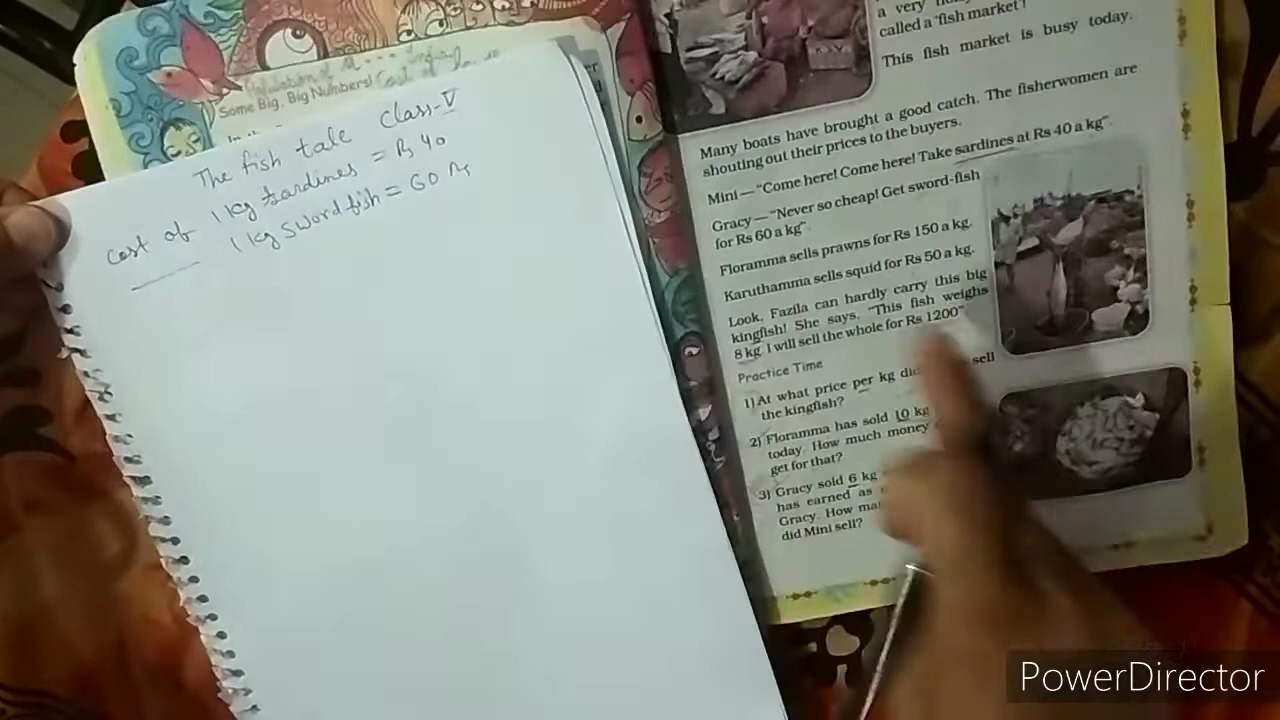 Some Big, Big Numbers!
The fish tale Class-V
Cost of 1 kg Sardines = Rs 40
1 kg Sword fish = 60 Rs
a very
called a 'fish market'!
This fish market is busy today.
Many boats have brought a good catch. The fisherwomen are
shouting out their prices to the buyers.
Mini — "Come here! Come here! Take sardines at Rs 40 a kg".
Gracy — "Never so cheap! Get sword-fish
for Rs 60 a kg".
Floramma sells prawns for Rs 150 a kg.
Karuthamma sells squid for Rs 50 a kg.
Look, Fazila can hardly carry this big
kingfish! She says, "This fish weighs
8 kg. I will sell the whole for Rs 1200"
Practice Time
1) At what price per kg did sell
the kingfish?
2) Floramma has sold 10 kg
today. How much money
get for that?
3) Gracy sold 6 kg
has earned as
Gracy. How
did Mini sell?
PowerDirector